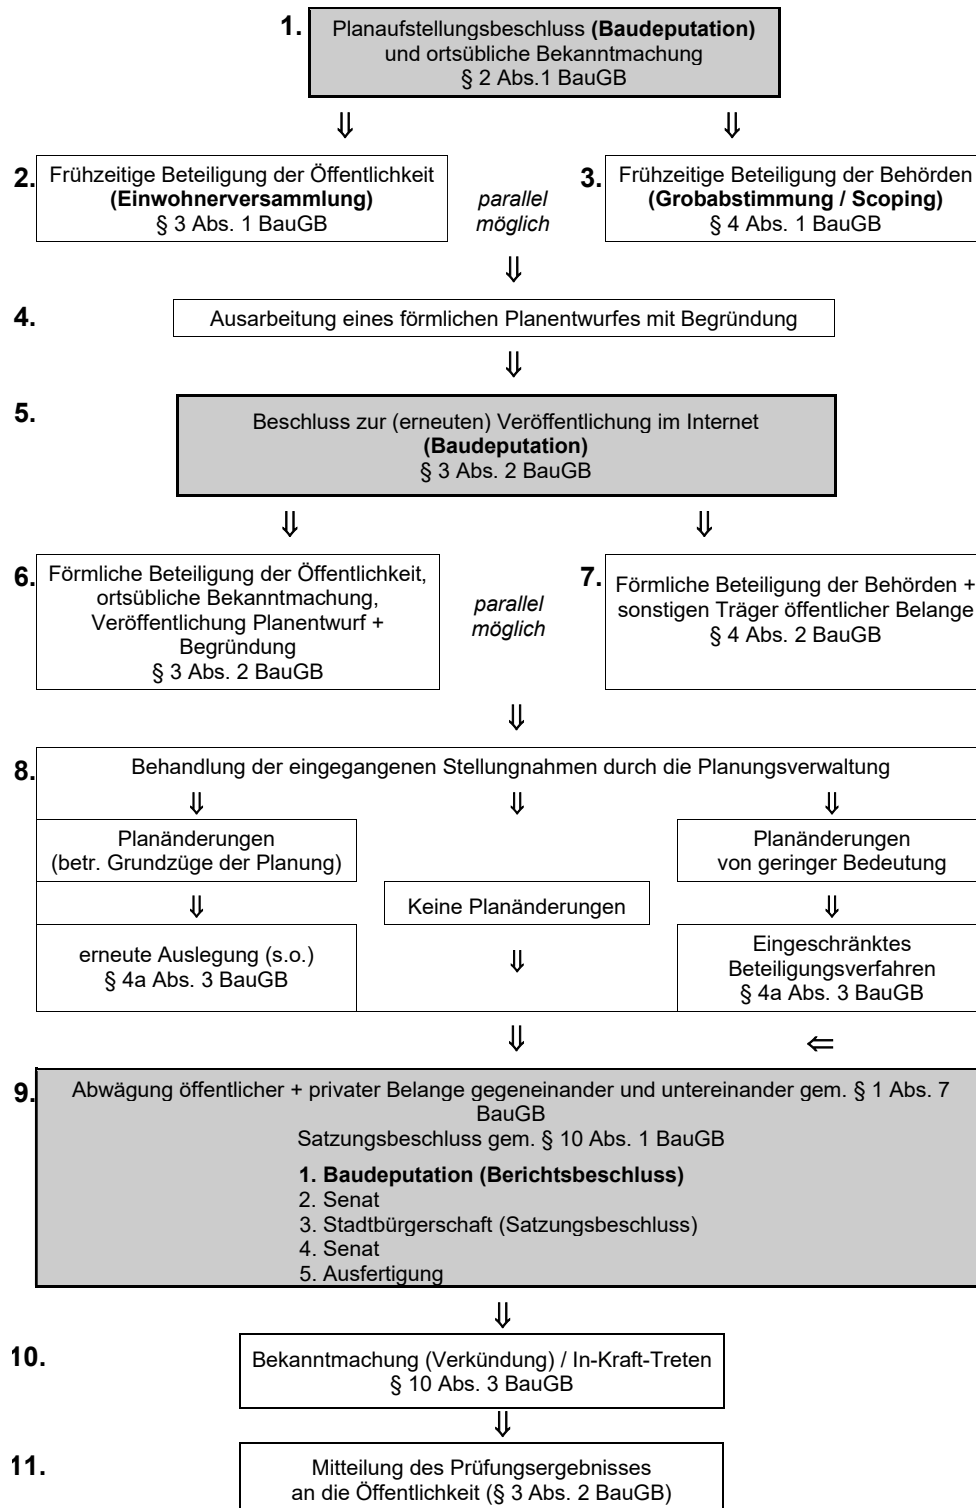 1.
Planaufstellungsbeschluss (Baudeputation)
und ortsübliche Bekanntmachung
§ 2 Abs.1 BauGB
⇓ ⇓
2.
Frühzeitige Beteiligung der Öffentlichkeit
(Einwohnerversammlung)
§ 3 Abs. 1 BauGB
parallel
möglich
3.
Frühzeitige Beteiligung der Behörden
(Grobabstimmung / Scoping)
§ 4 Abs. 1 BauGB
⇓
4.
Ausarbeitung eines förmlichen Planentwurfes mit Begründung
⇓
5.
Beschluss zur (erneuten) Veröffentlichung im Internet
(Baudeputation)
§ 3 Abs. 2 BauGB
⇓ ⇓
6.
Förmliche Beteiligung der Öffentlichkeit,
ortsübliche Bekanntmachung,
Veröffentlichung Planentwurf +
Begründung
§ 3 Abs. 2 BauGB
parallel
möglich
7.
Förmliche Beteiligung der Behörden +
sonstigen Träger öffentlicher Belange
§ 4 Abs. 2 BauGB
⇓
8.
Behandlung der eingegangenen Stellungnahmen durch die Planungsverwaltung
⇓ ⇓ ⇓
Planänderungen
(betr. Grundzüge der Planung)
⇓
erneute Auslegung (s.o.)
§ 4a Abs. 3 BauGB
Keine Planänderungen
⇓
Planänderungen
von geringer Bedeutung
⇓
Eingeschränktes
Beteiligungsverfahren
§ 4a Abs. 3 BauGB
⇓ ⇐
9.
Abwägung öffentlicher + privater Belange gegeneinander und untereinander gem. § 1 Abs. 7
BauGB
Satzungsbeschluss gem. § 10 Abs. 1 BauGB
1. Baudeputation (Berichtsbeschluss)
2. Senat
3. Stadtbürgerschaft (Satzungsbeschluss)
4. Senat
5. Ausfertigung
⇓
10.
Bekanntmachung (Verkündung) / In-Kraft-Treten
§ 10 Abs. 3 BauGB
⇓
11.
Mitteilung des Prüfungsergebnisses
an die Öffentlichkeit (§ 3 Abs. 2 BauGB)